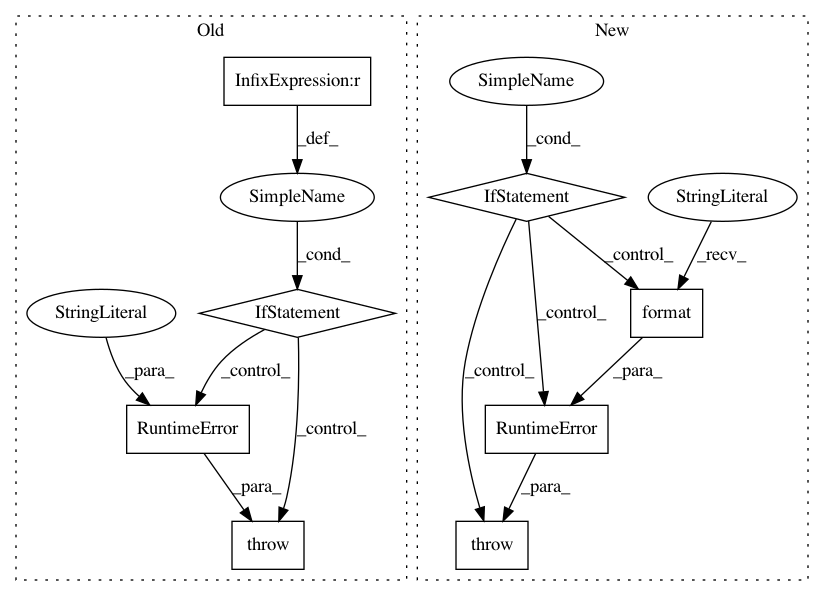 Old
New
InfixExpression:r
SimpleName
_def_
_cond_
SimpleName
IfStatement
StringLiteral
_cond_
_control_
_recv_
StringLiteral
IfStatement
format
_control_
_para_
_control_
_control_
_para_
_control_
RuntimeError
RuntimeError
_para_
_para_
throw
throw